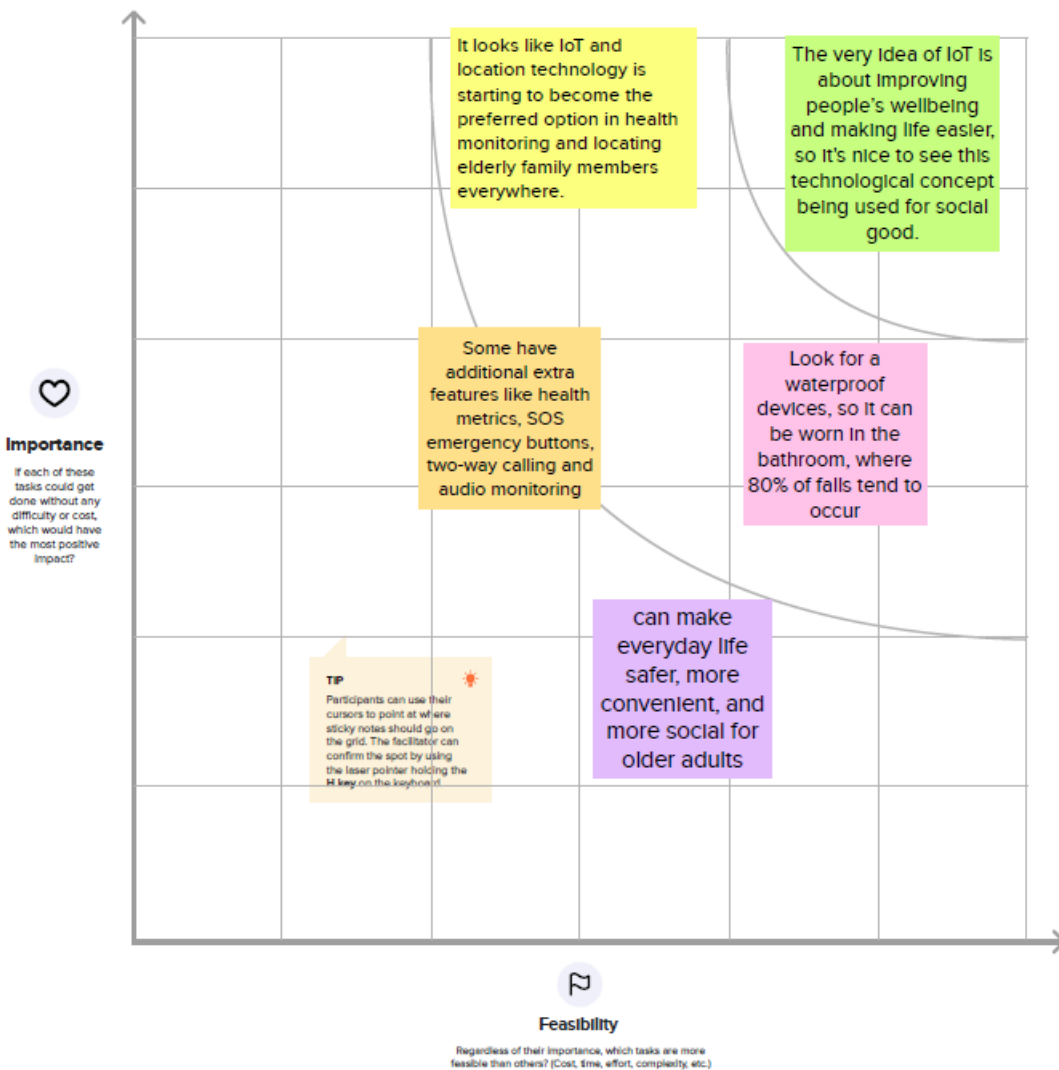 It looks like IoT and
location technology is
starting to become the
preferred option in health
monitoring and locating
elderly family members
everywhere.
The very idea of IoT is
about improving
people's wellbeing
and making life easier,
so it's nice to see this
technological concept
being used for social
good.
Some have
additional extra
features like health
metrics, SOS
emergency buttons,
two-way calling and
audio monitoring
Look for a
waterproof
devices, so it can
be worn in the
bathroom, where
80% of falls tend to
occur
Importance
If each of these
tasks could get
done without any
difficulty or cost,
which would have
the most positive
impact?
can make
everyday life
safer, more
convenient, and
more social for
older adults
TIP
Participants can use their
cursors to point at where
sticky notes should go on
the grid. The facilitator can
confirm the spot by using
the laser pointer holding the
H key on the keyboard
Feasibility
Regardless of their importance, which tasks are more
feasible than others? (Cost, time, effort, complexity, etc.)